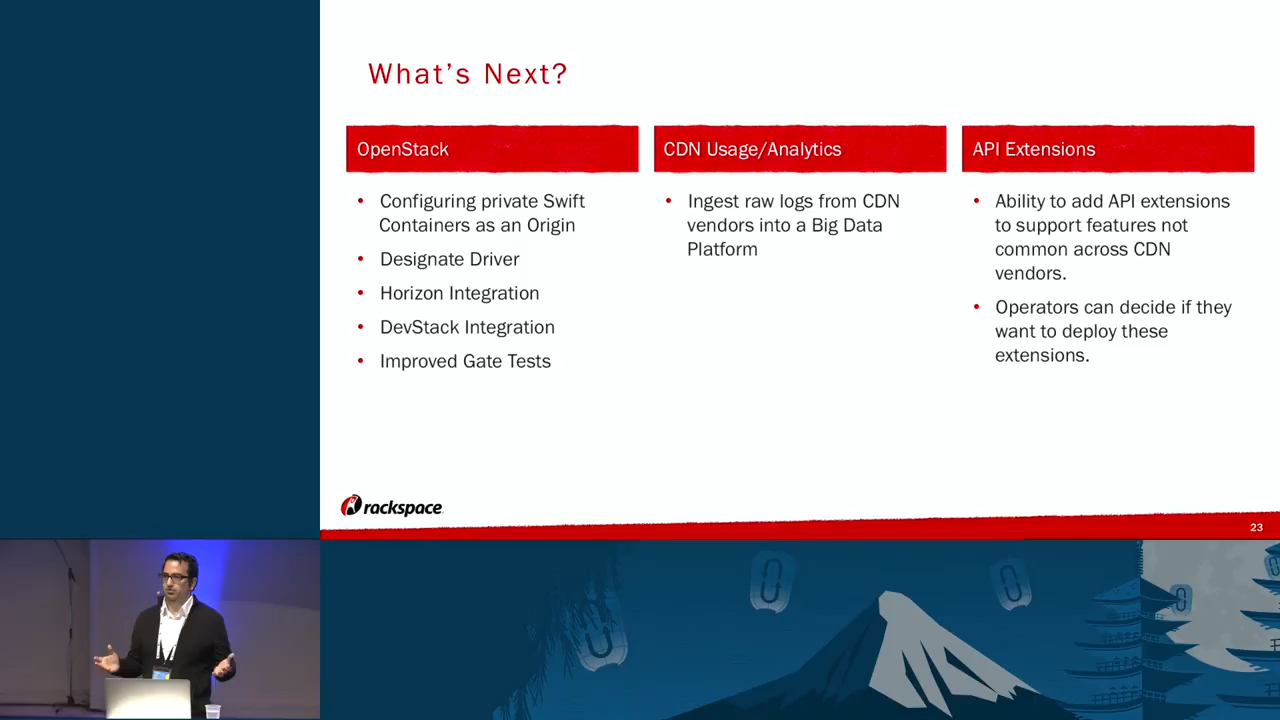 What's Next?
OpenStack
• Configuring private Swift
Containers as an Origin
• Designate Driver
• Horizon Integration
• DevStack Integration
• Improved Gate Tests
CDN Usage/Analytics
• Ingest raw logs from CDN
vendors into a Big Data
Platform
API Extensions
• Ability to add API extensions
to support features not
common across CDN
vendors.
• Operators can decide if they
want to deploy these
extensions.
rackspace
23